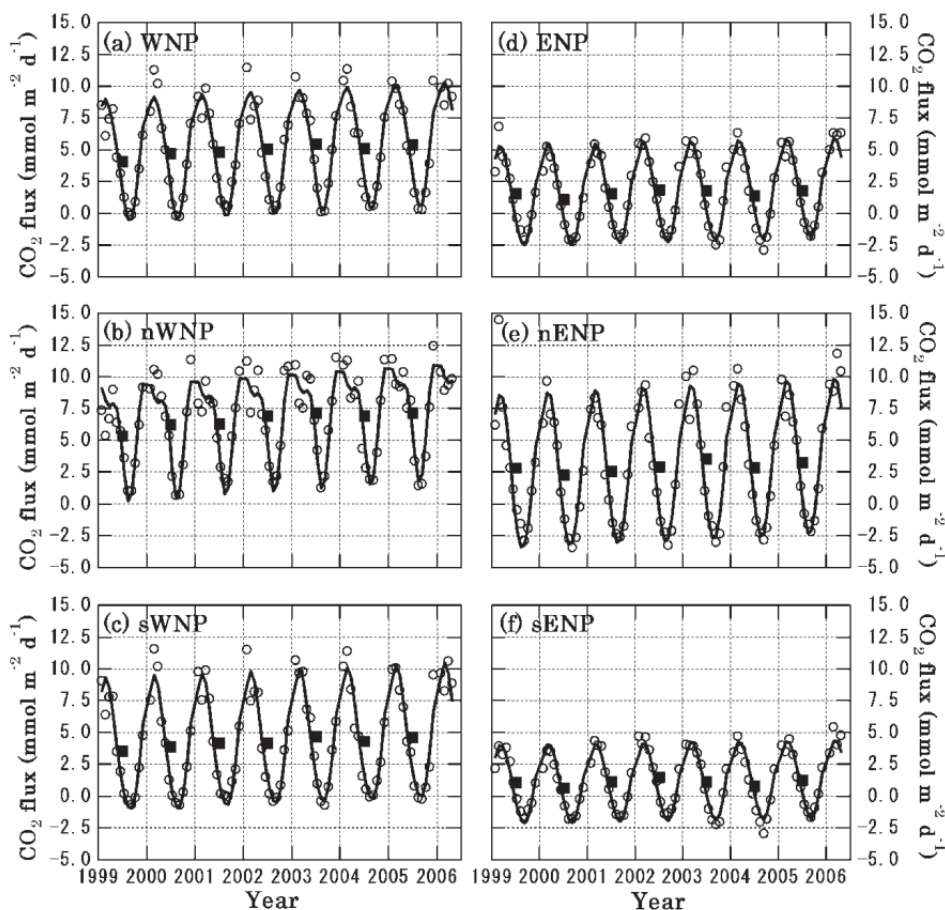 15.0 (a) WNP (d) ENP 15.0
12.5 12.5
10.0 10.0
7.5 7.5
5.0 5.0
2.5 2.5
0.0 0.0
-2.5 -2.5
-5.0 -5.0
CO2 flux (mmol m-2 d-1)
CO2 flux (mmol m-2 d-1)
15.0 (b) nWNP (e) nENP 15.0
12.5 12.5
10.0 10.0
7.5 7.5
5.0 5.0
2.5 2.5
0.0 0.0
-2.5 -2.5
-5.0 -5.0
CO2 flux (mmol m-2 d-1)
CO2 flux (mmol m-2 d-1)
15.0 (c) sWNP (f) sENP 15.0
12.5 12.5
10.0 10.0
7.5 7.5
5.0 5.0
2.5 2.5
0.0 0.0
-2.5 -2.5
-5.0 -5.0
CO2 flux (mmol m-2 d-1)
CO2 flux (mmol m-2 d-1)
1999 2000 2001 2002 2003 2004 2005 2006 1999 2000 2001 2002 2003 2004 2005 2006
Year Year